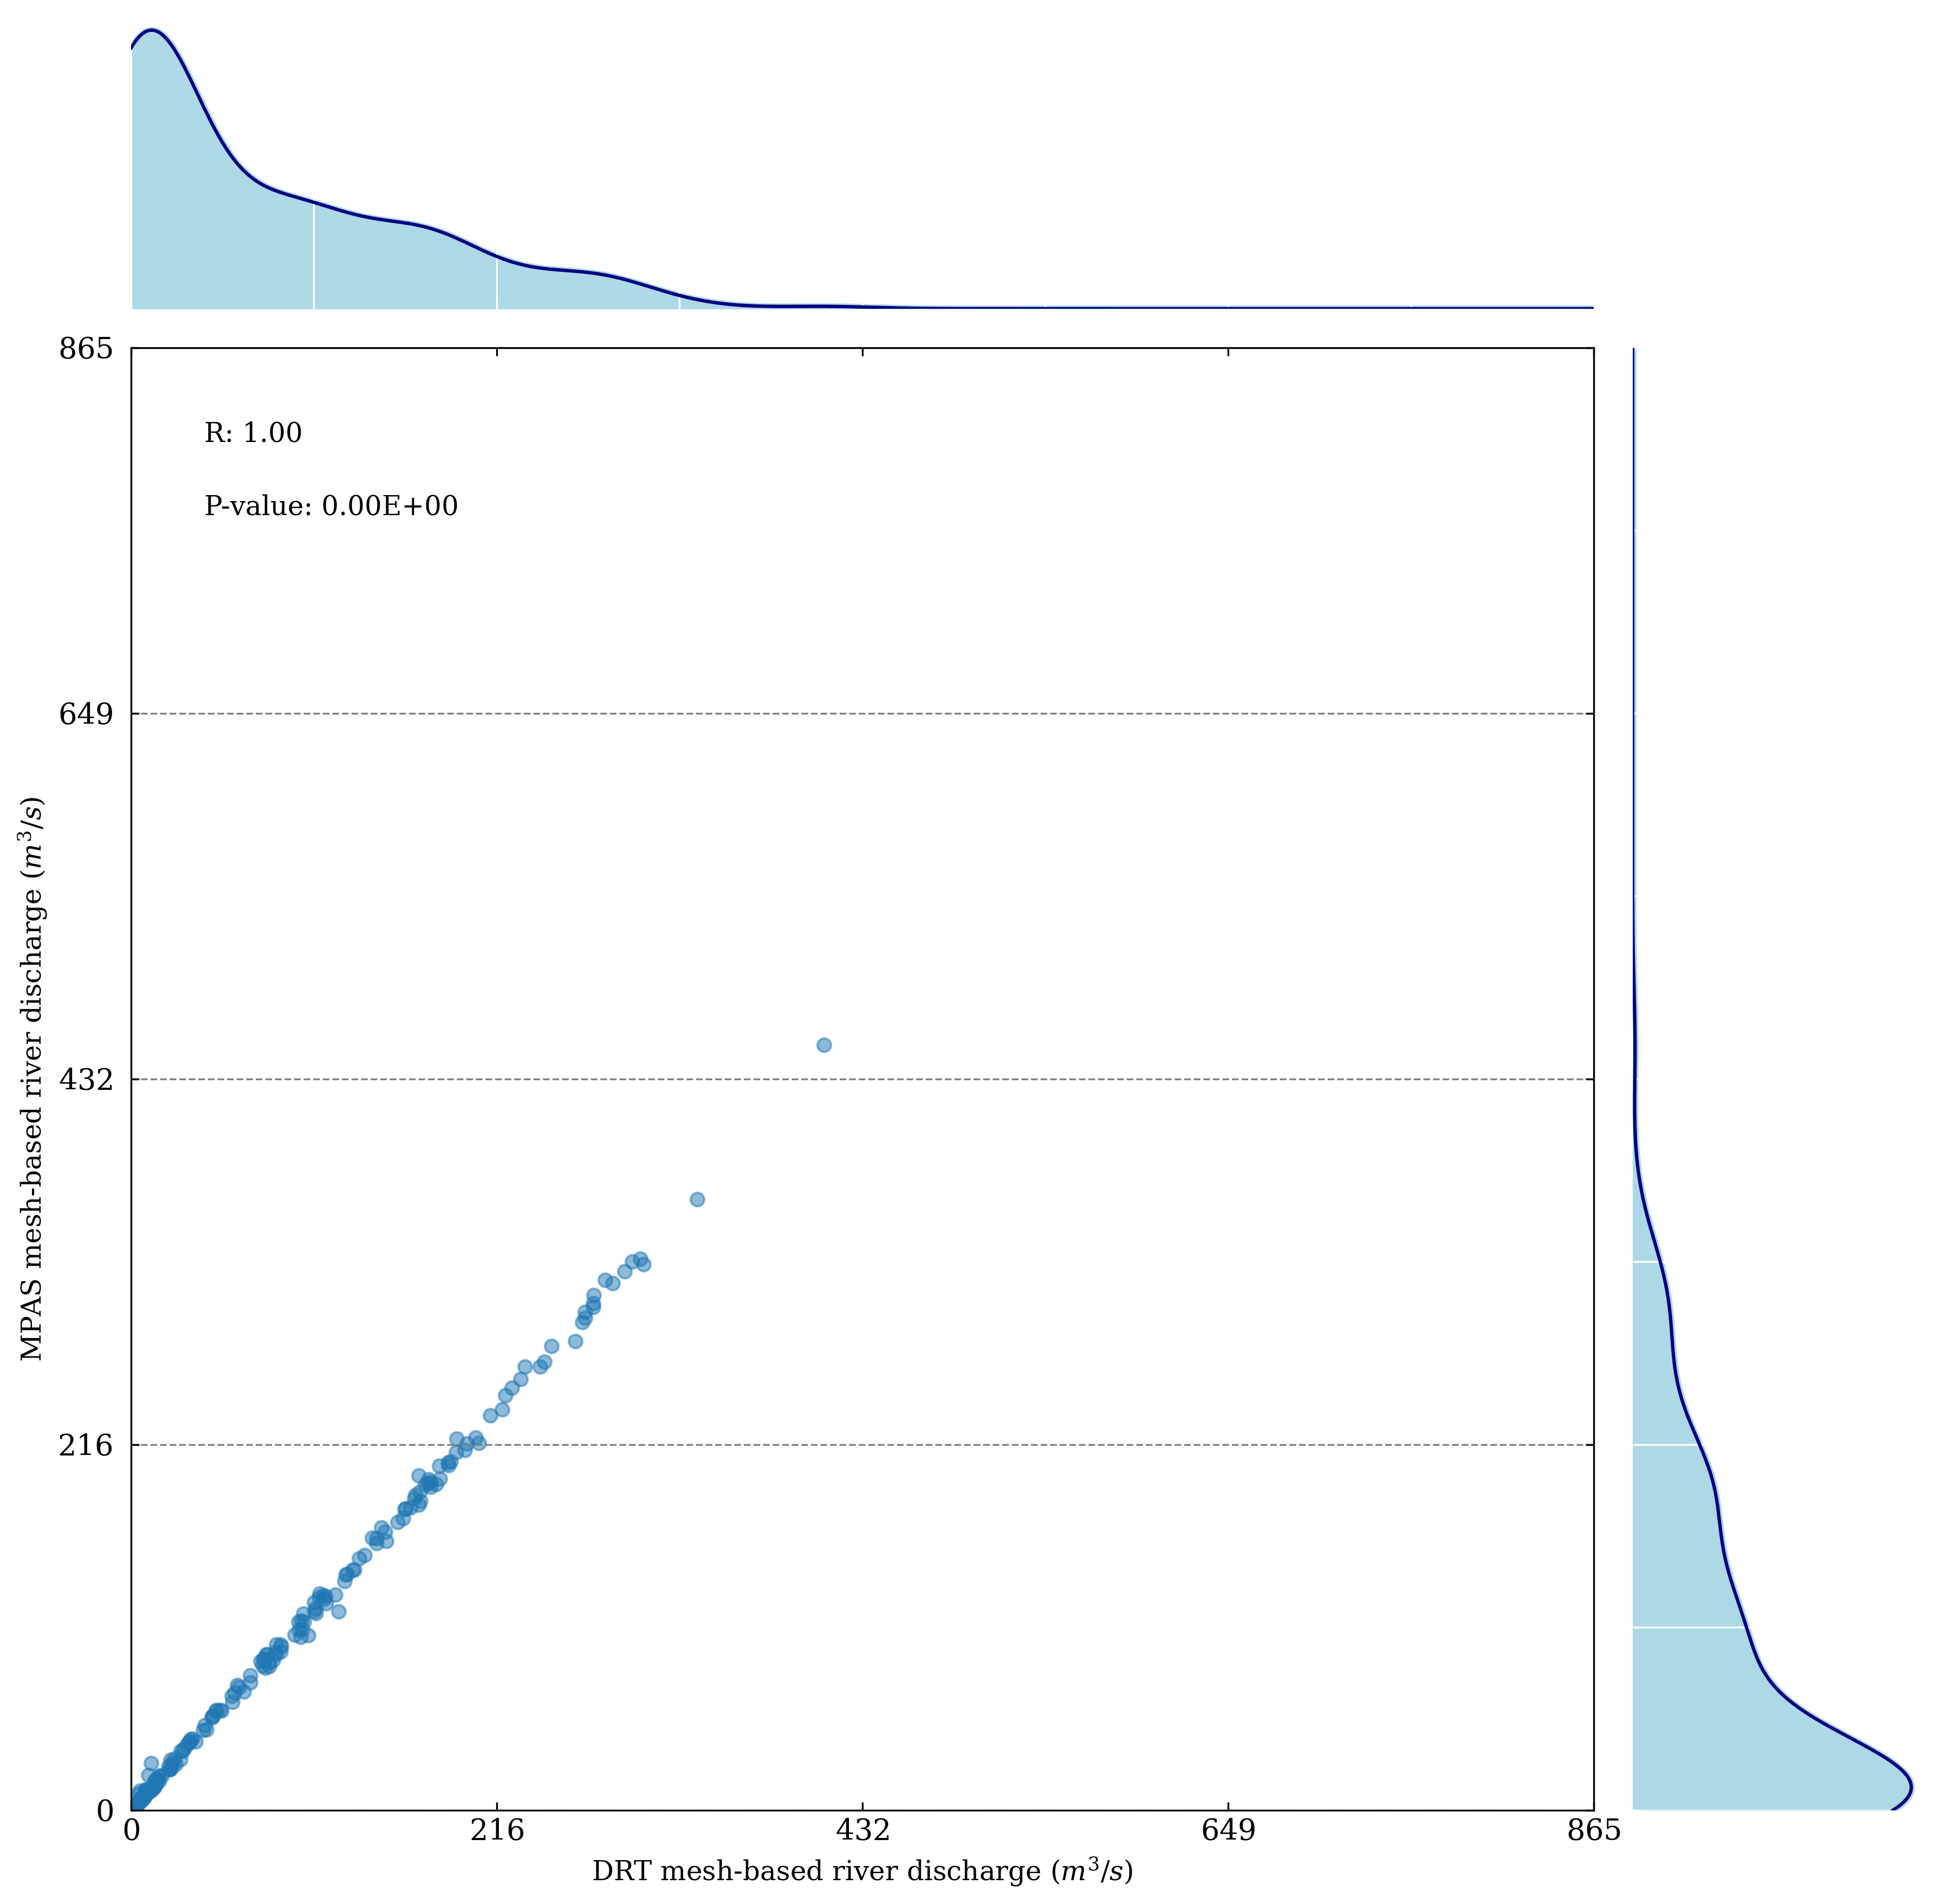 865
R: 1.00
P-value: 0.00E+00
649
432
216
0
MPAS mesh-based river discharge (m³/s)
0 216 432 649 865
DRT mesh-based river discharge (m³/s)